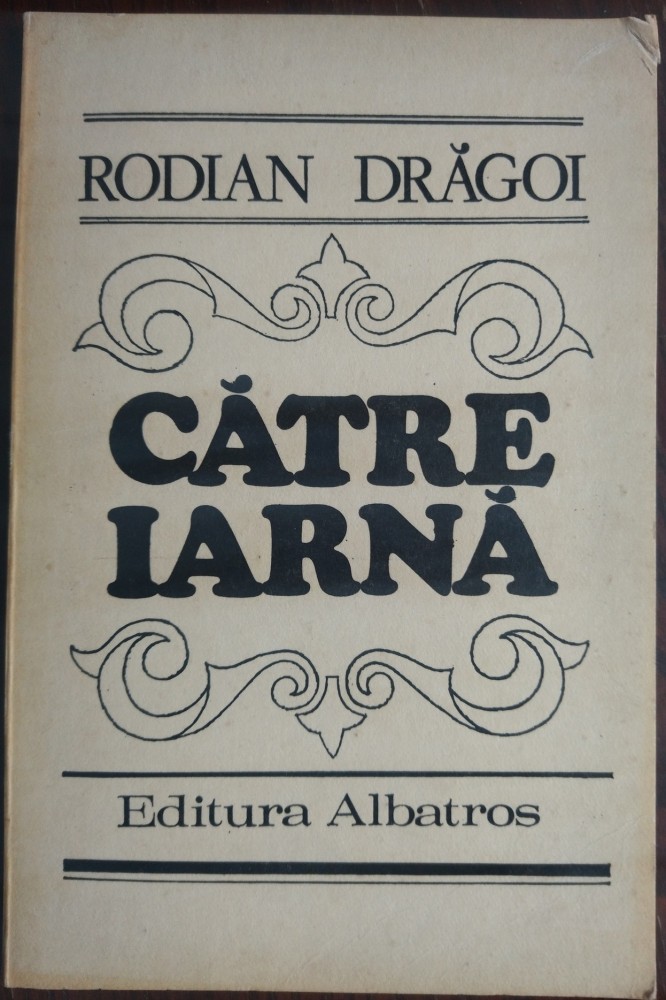 RODIAN DRĂGOI
CĂTRE
IARNĂ
Editura Albatros